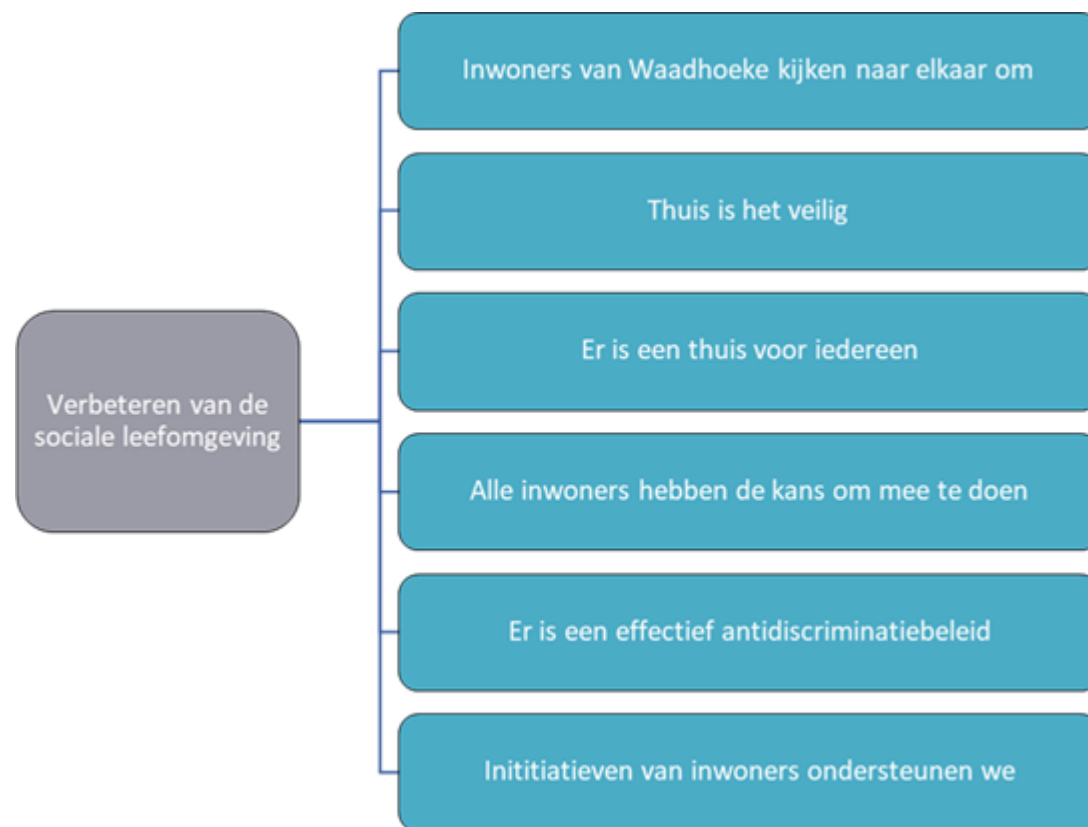 Inwoners van Waadhoeke kijken naar elkaar om
Thuis is het veilig
Er is een thuis voor iedereen
Verbeteren van de
sociale leefomgeving
Alle inwoners hebben de kans om mee te doen
Er is een effectief antidiscriminatiebeleid
Inititiatieven van inwoners ondersteunen we